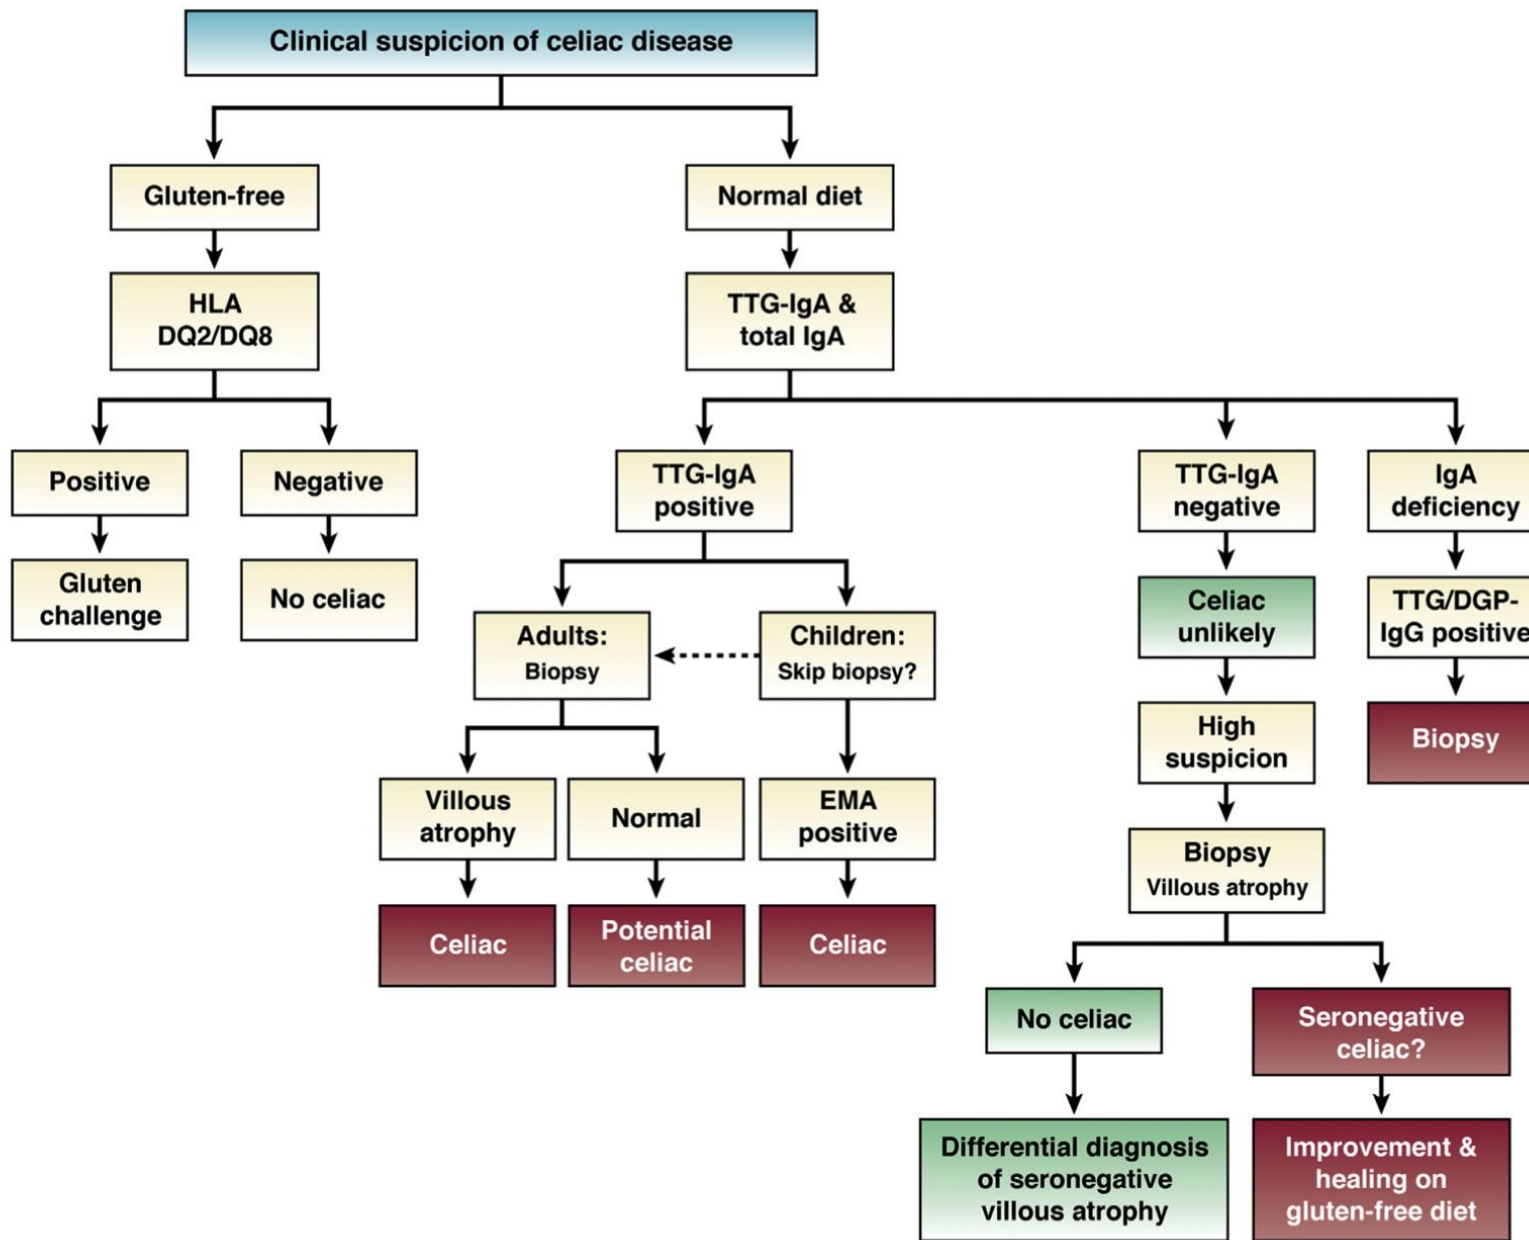 Clinical suspicion of celiac disease
Gluten-free
Normal diet
HLA
DQ2/DQ8
TTG-IgA &
total IgA
Positive
Negative
TTG-IgA
positive
TTG-IgA
negative
IgA
deficiency
Gluten
challenge
No celiac
Adults:
Biopsy
Children:
Skip biopsy?
Celiac
unlikely
TTG/DGP-
IgG positive
High
suspicion
Biopsy
Villous
atrophy
Normal
EMA
positive
Biopsy
Villous atrophy
Celiac
Potential
celiac
Celiac
No celiac
Seronegative
celiac?
Differential diagnosis
of seronegative
villous atrophy
Improvement &
healing on
gluten-free diet